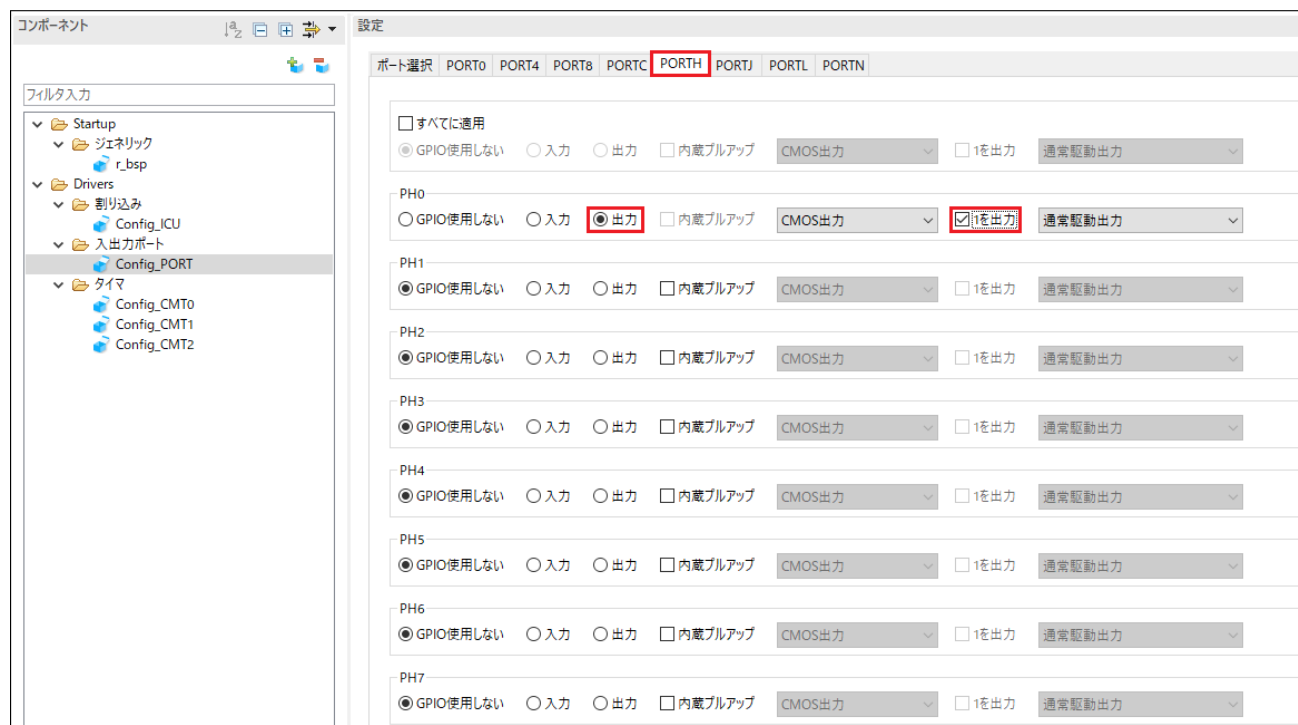 コンポーネント
設定
フィルタ入力
Startup
ジェネリック
r_bsp
Drivers
割り込み
Config_ICU
入出力ポート
Config_PORT
タイマ
Config_CMT0
Config_CMT1
Config_CMT2
ポート選択 PORT0 PORT4 PORT8 PORTC PORTH PORTJ PORTL PORTN
すべてに適用
GPIO使用しない 入力 出力 内蔵プルアップ CMOS出力 1を出力 通常駆動出力
PH0
GPIO使用しない 入力 出力 内蔵プルアップ CMOS出力 1を出力 通常駆動出力
PH1
GPIO使用しない 入力 出力 内蔵プルアップ CMOS出力 1を出力 通常駆動出力
PH2
GPIO使用しない 入力 出力 内蔵プルアップ CMOS出力 1を出力 通常駆動出力
PH3
GPIO使用しない 入力 出力 内蔵プルアップ CMOS出力 1を出力 通常駆動出力
PH4
GPIO使用しない 入力 出力 内蔵プルアップ CMOS出力 1を出力 通常駆動出力
PH5
GPIO使用しない 入力 出力 内蔵プルアップ CMOS出力 1を出力 通常駆動出力
PH6
GPIO使用しない 入力 出力 内蔵プルアップ CMOS出力 1を出力 通常駆動出力
PH7
GPIO使用しない 入力 出力 内蔵プルアップ CMOS出力 1を出力 通常駆動出力